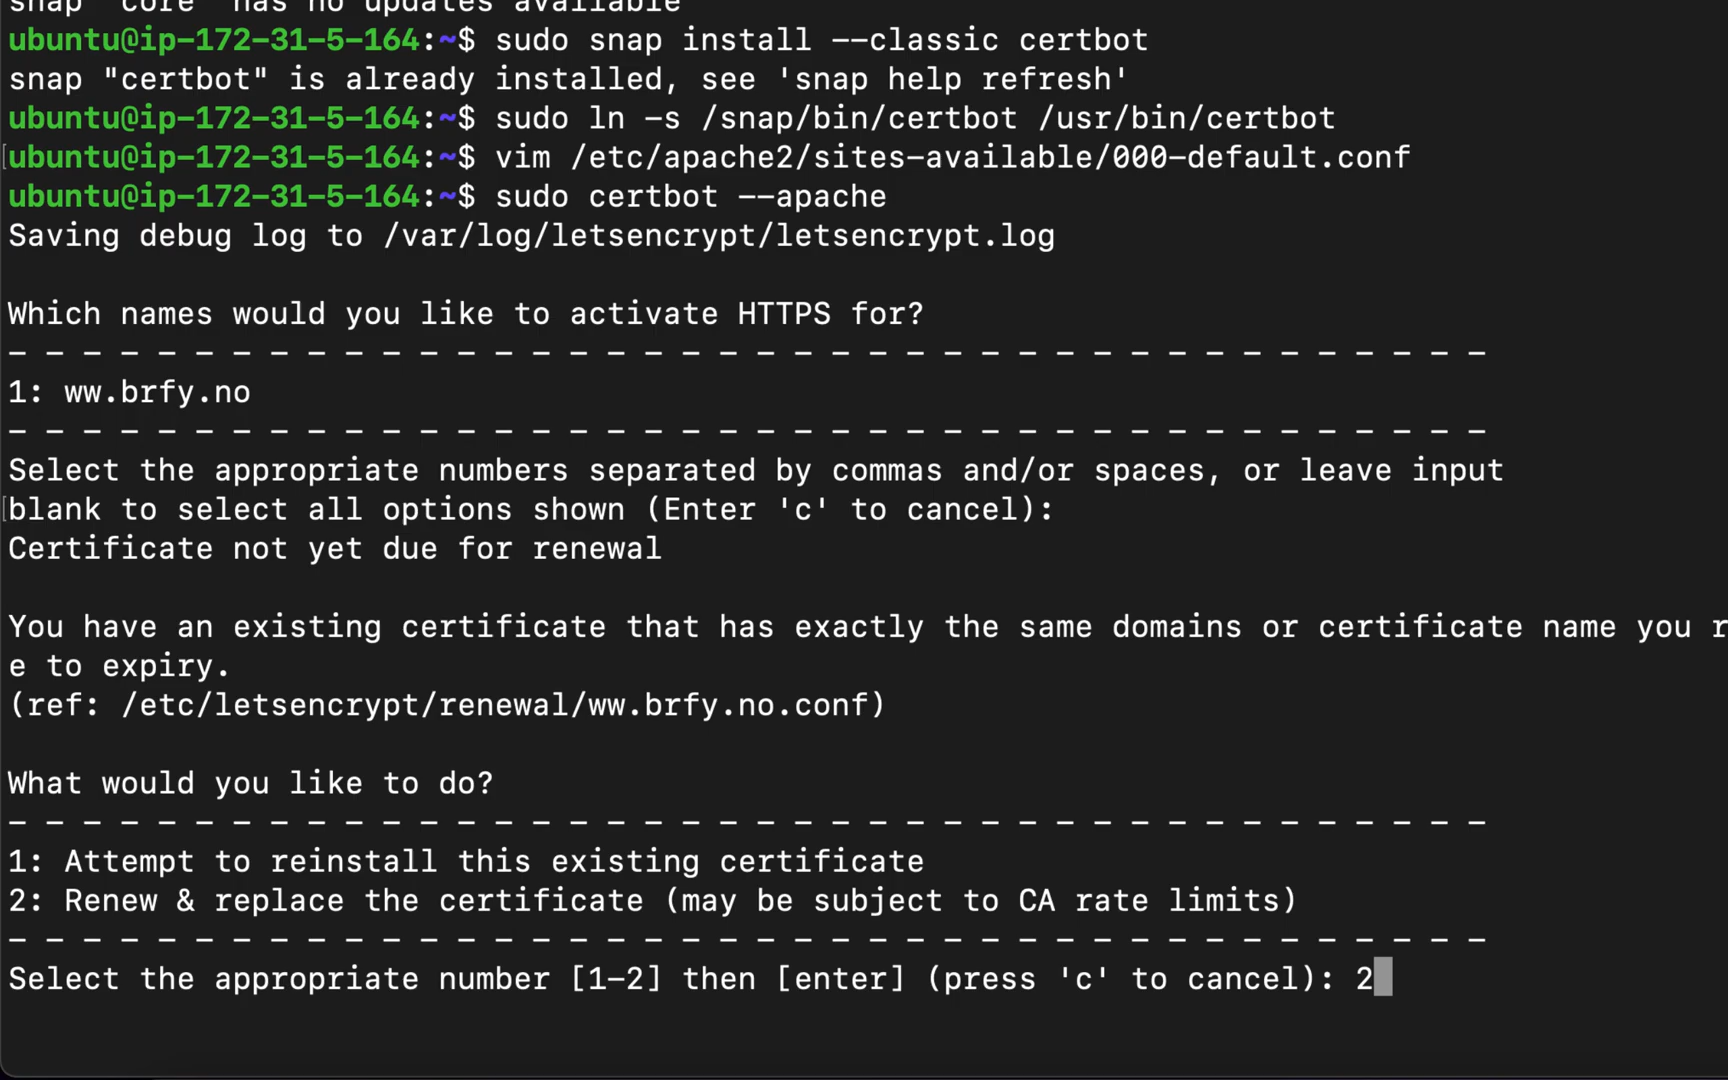 snap "core" has no updates available
ubuntu@ip-172-31-5-164:~$ sudo snap install --classic certbot
snap "certbot" is already installed, see 'snap help refresh'
ubuntu@ip-172-31-5-164:~$ sudo ln -s /snap/bin/certbot /usr/bin/certbot
[ubuntu@ip-172-31-5-164:~$ vim /etc/apache2/sites-available/000-default.conf
ubuntu@ip-172-31-5-164:~$ sudo certbot --apache
Saving debug log to /var/log/letsencrypt/letsencrypt.log
Which names would you like to activate HTTPS for?
- - - - - - - - - - - - - - - - - - - - - - - - - - - - - - - - - - - - - - - -
1: ww.brfy.no
- - - - - - - - - - - - - - - - - - - - - - - - - - - - - - - - - - - - - - - -
Select the appropriate numbers separated by commas and/or spaces, or leave input
[blank to select all options shown (Enter 'c' to cancel):
Certificate not yet due for renewal
You have an existing certificate that has exactly the same domains or certificate name you r
e to expiry.
(ref: /etc/letsencrypt/renewal/ww.brfy.no.conf)
What would you like to do?
- - - - - - - - - - - - - - - - - - - - - - - - - - - - - - - - - - - - - - - -
1: Attempt to reinstall this existing certificate
2: Renew & replace the certificate (may be subject to CA rate limits)
- - - - - - - - - - - - - - - - - - - - - - - - - - - - - - - - - - - - - - - -
Select the appropriate number [1-2] then [enter] (press 'c' to cancel): 2